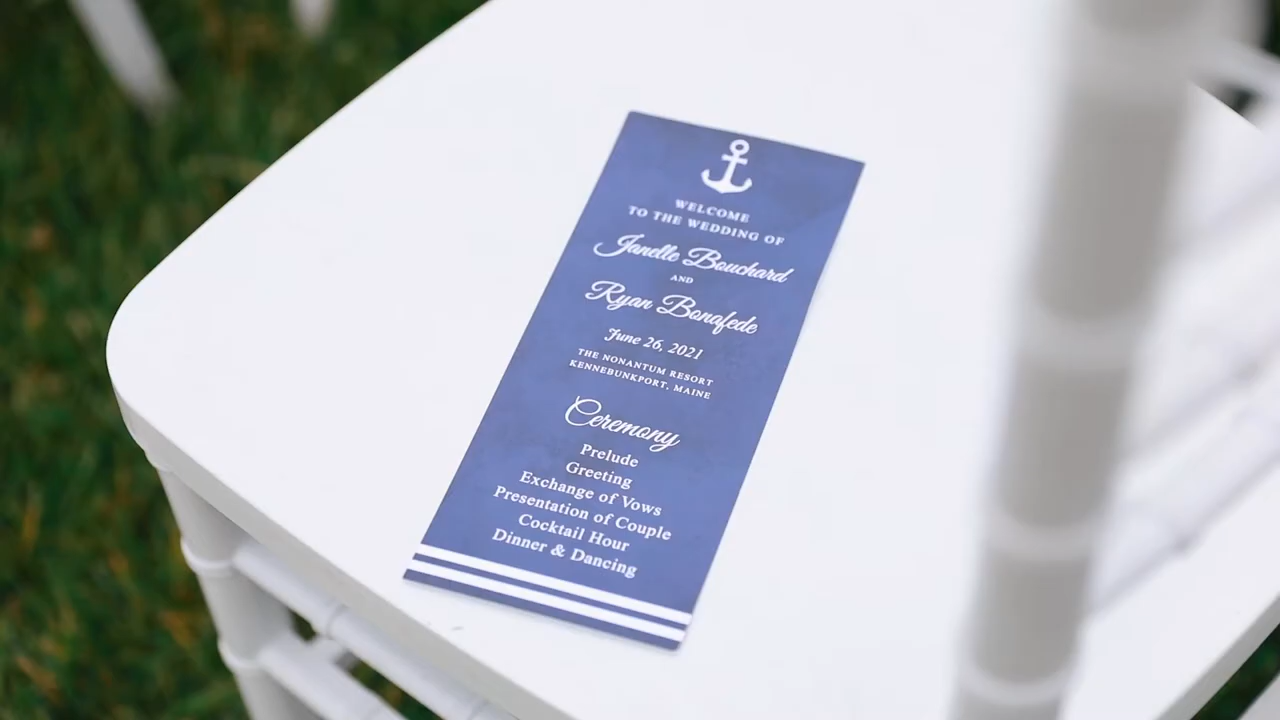 WELCOME
TO THE WEDDING OF
Janelle Bouchard
AND
Ryan Bonafede
June 26, 2021
THE NONANTUM RESORT
KENNEBUNKPORT, MAINE
Ceremony
Prelude
Greeting
Exchange of Vows
Presentation of Couple
Cocktail Hour
Dinner & Dancing